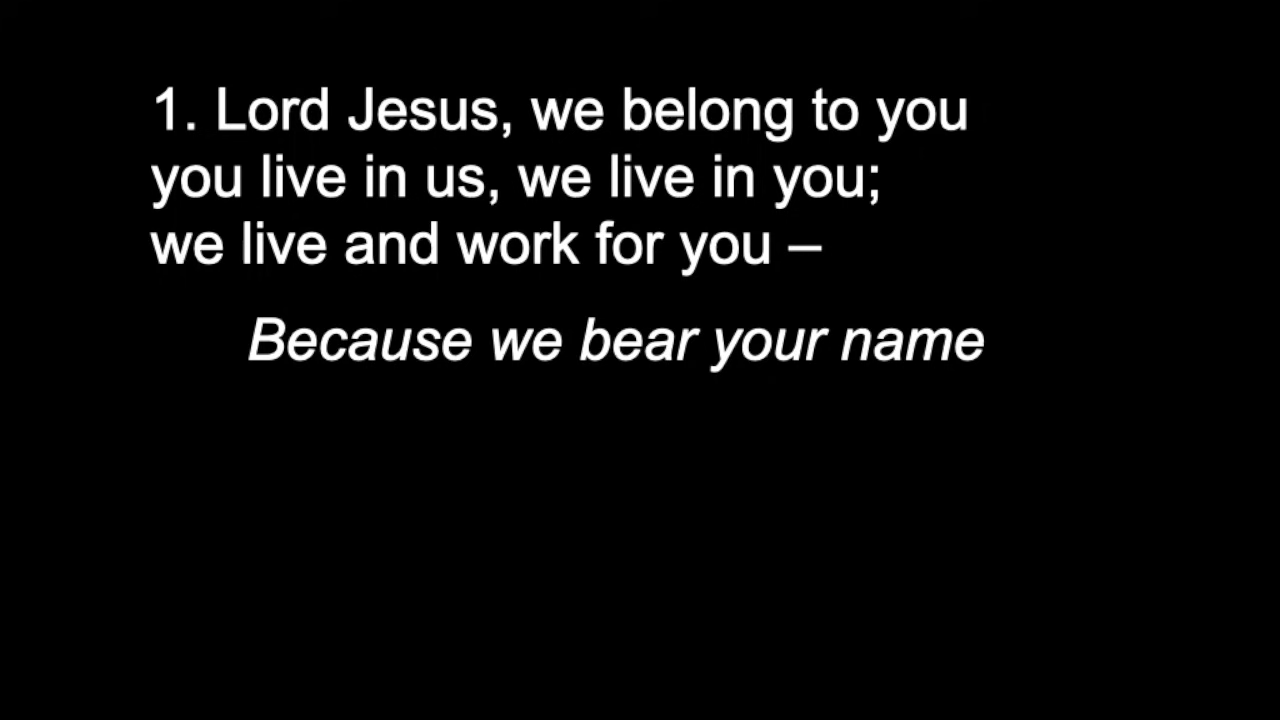 1. Lord Jesus, we belong to you
you live in us, we live in you;
we live and work for you –
Because we bear your name